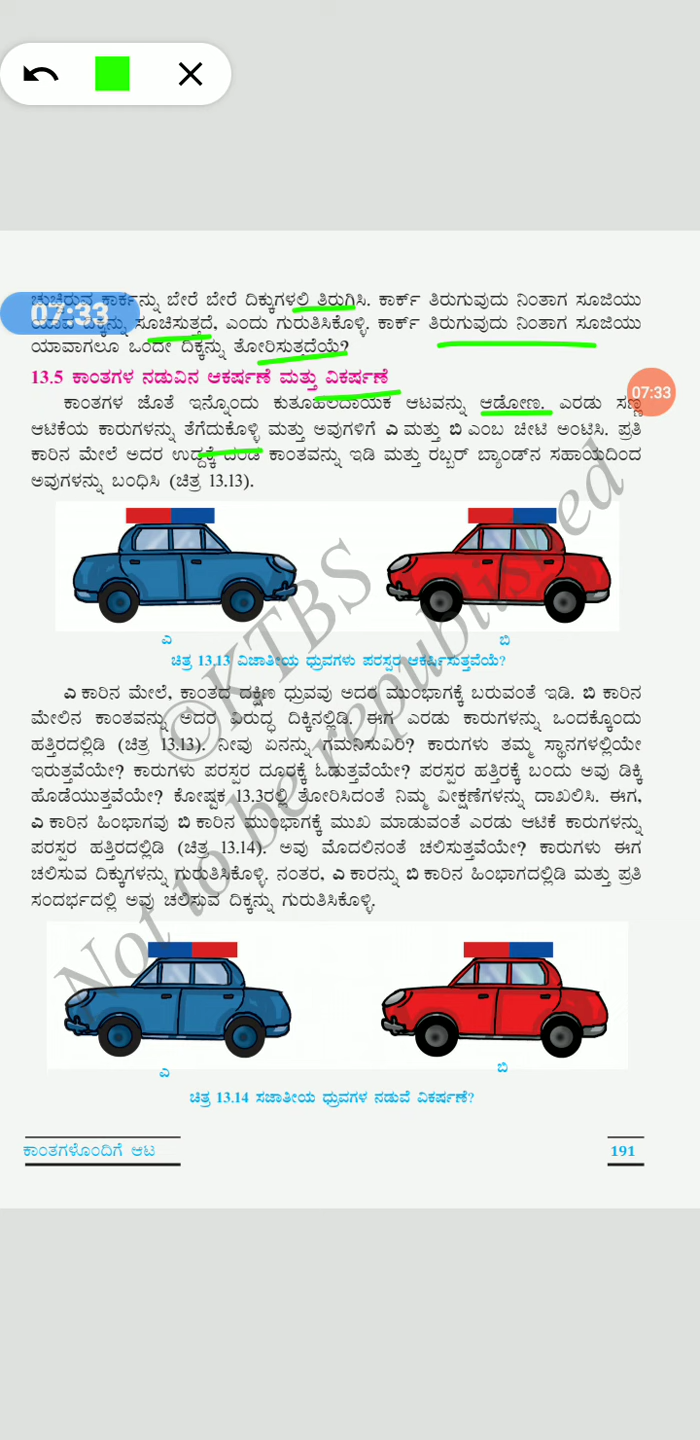 07:33
ಚುಚ್ಚಿರುವ ಕಾರ್ಕನ್ನು ಬೇರೆ ಬೇರೆ ದಿಕ್ಕುಗಳಲ್ಲಿ ತಿರುಗಿಸಿ. ಕಾರ್ಕ್ ತಿರುಗುವುದು ನಿಂತಾಗ ಸೂಜಿಯು
ದಿಕ್ಕನ್ನು ಸೂಚಿಸುತ್ತದೆ, ಎಂದು ಗುರುತಿಸಿಕೊಳ್ಳಿ. ಕಾರ್ಕ್ ತಿರುಗುವುದು ನಿಂತಾಗ ಸೂಜಿಯು
ಯಾವಾಗಲೂ ಒಂದೇ ದಿಕ್ಕನ್ನು ತೋರಿಸುತ್ತದೆಯೆ?
13.5 ಕಾಂತಗಳ ನಡುವಿನ ಆಕರ್ಷಣೆ ಮತ್ತು ವಿಕರ್ಷಣೆ
07:33
ಕಾಂತಗಳ ಜೊತೆ ಇನ್ನೊಂದು ಕುತೂಹಲದಾಯಕ ಆಟವನ್ನು ಆಡೋಣ. ಎರಡು ಸಣ್ಣ
ಆಟಿಕೆಯ ಕಾರುಗಳನ್ನು ತೆಗೆದುಕೊಳ್ಳಿ ಮತ್ತು ಅವುಗಳಿಗೆ ಎ ಮತ್ತು ಬಿ ಎಂಬ ಚೀಟಿ ಅಂಟಿಸಿ. ಪ್ರತಿ
ಕಾರಿನ ಮೇಲೆ ಅದರ ಉದ್ದಕ್ಕೆ ದಂಡ ಕಾಂತವನ್ನು ಇಡಿ ಮತ್ತು ರಬ್ಬರ್ ಬ್ಯಾಂಡ್‌ನ ಸಹಾಯದಿಂದ
ಅವುಗಳನ್ನು ಬಂಧಿಸಿ (ಚಿತ್ರ 13.13).
ಎ
ಬಿ
ಚಿತ್ರ 13.13 ವಿಜಾತೀಯ ಧ್ರುವಗಳು ಪರಸ್ಪರ ಆಕರ್ಷಿಸುತ್ತವೆಯೆ?
ಎ ಕಾರಿನ ಮೇಲೆ, ಕಾಂತದ ದಕ್ಷಿಣ ಧ್ರುವವು ಅದರ ಮುಂಭಾಗಕ್ಕೆ ಬರುವಂತೆ ಇಡಿ. ಬಿ ಕಾರಿನ
ಮೇಲಿನ ಕಾಂತವನ್ನು ಅದರ ವಿರುದ್ಧ ದಿಕ್ಕಿನಲ್ಲಿಡಿ. ಈಗ ಎರಡು ಕಾರುಗಳನ್ನು ಒಂದಕ್ಕೊಂದು
ಹತ್ತಿರದಲ್ಲಿಡಿ (ಚಿತ್ರ 13.13). ನೀವು ಏನನ್ನು ಗಮನಿಸುವಿರಿ? ಕಾರುಗಳು ತಮ್ಮ ಸ್ಥಾನಗಳಲ್ಲಿಯೇ
ಇರುತ್ತವೆಯೇ? ಕಾರುಗಳು ಪರಸ್ಪರ ದೂರಕ್ಕೆ ಓಡುತ್ತವೆಯೇ? ಪರಸ್ಪರ ಹತ್ತಿರಕ್ಕೆ ಬಂದು ಅವು ಡಿಕ್ಕಿ
ಹೊಡೆಯುತ್ತವೆಯೇ? ಕೋಷ್ಟಕ 13.3ರಲ್ಲಿ ತೋರಿಸಿದಂತೆ ನಿಮ್ಮ ವೀಕ್ಷಣೆಗಳನ್ನು ದಾಖಲಿಸಿ. ಈಗ,
ಎ ಕಾರಿನ ಹಿಂಭಾಗವು ಬಿ ಕಾರಿನ ಮುಂಭಾಗಕ್ಕೆ ಮುಖ ಮಾಡುವಂತೆ ಎರಡು ಆಟಿಕೆ ಕಾರುಗಳನ್ನು
ಪರಸ್ಪರ ಹತ್ತಿರದಲ್ಲಿಡಿ (ಚಿತ್ರ 13.14). ಅವು ಮೊದಲಿನಂತೆ ಚಲಿಸುತ್ತವೆಯೇ? ಕಾರುಗಳು ಈಗ
ಚಲಿಸುವ ದಿಕ್ಕುಗಳನ್ನು ಗುರುತಿಸಿಕೊಳ್ಳಿ. ನಂತರ, ಎ ಕಾರನ್ನು ಬಿ ಕಾರಿನ ಹಿಂಭಾಗದಲ್ಲಿಡಿ ಮತ್ತು ಪ್ರತಿ
ಸಂದರ್ಭದಲ್ಲಿ ಅವು ಚಲಿಸುವ ದಿಕ್ಕನ್ನು ಗುರುತಿಸಿಕೊಳ್ಳಿ.
ಎ
ಬಿ
ಚಿತ್ರ 13.14 ಸಜಾತೀಯ ಧ್ರುವಗಳ ನಡುವೆ ವಿಕರ್ಷಣೆ?
ಕಾಂತಗಳೊಂದಿಗೆ ಆಟ
191
©KTBS
Not to be republished